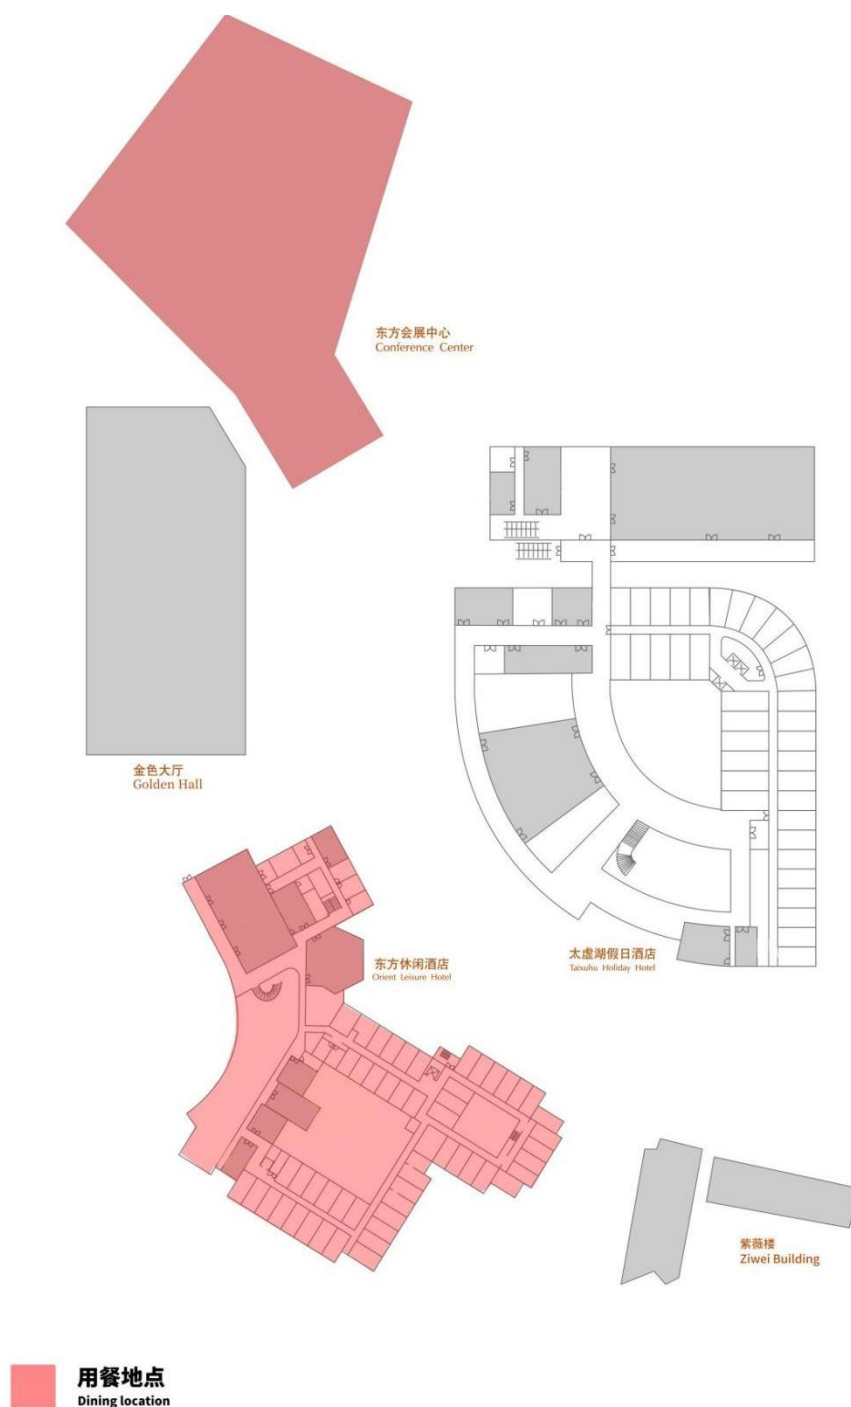 东方会展中心
Conference Center
金色大厅
Golden Hall
东方休闲酒店
Orient Leisure Hotel
太虚湖假日酒店
Taixuhu Holiday Hotel
紫薇楼
Ziwei Building
用餐地点
Dining location